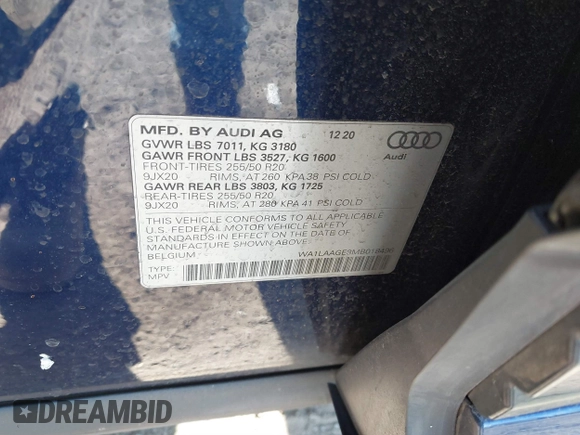 MFD. BY AUDI AG 12 20
GVWR LBS 7011, KG 3180
GAWR FRONT LBS 3527, KG 1600
FRONT-TIRES 255/50 R20
9JX20 RIMS, AT 260 KPA 38 PSI COLD
GAWR REAR LBS 3803, KG 1725
REAR-TIRES 255/50 R20
9JX20 RIMS, AT 280 KPA 41 PSI COLD
Audi
THIS VEHICLE CONFORMS TO ALL APPLICABLE
U.S. FEDERAL MOTOR VEHICLE SAFETY
STANDARDS IN EFFECT ON THE DATE OF
MANUFACTURE SHOWN ABOVE.
BELGIUM
TYPE:
MPV
DREAMBID